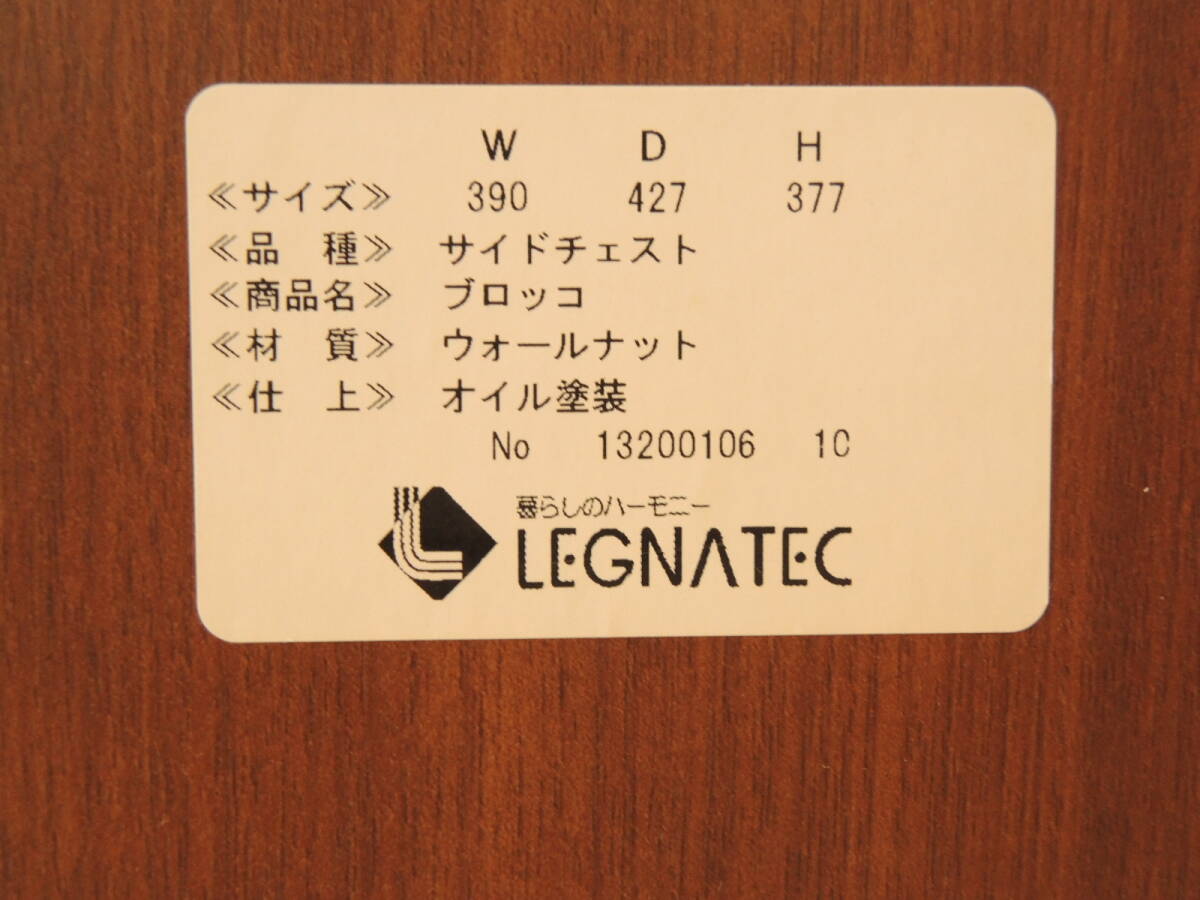 W D H
≪サイズ≫ 390 427 377
≪品　種≫ サイドチェスト
≪商品名≫ ブロッコ
≪材　質≫ ウォールナット
≪仕　上≫ オイル塗装
No 13200106 1C
暮らしのハーモニー
LEGNATEC